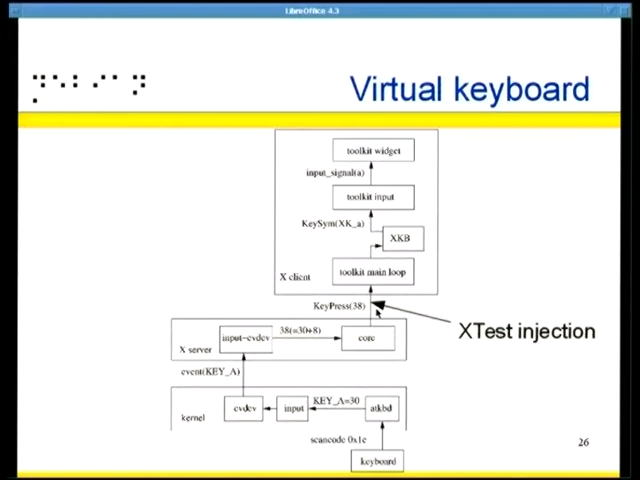 LibreOffice 4.3
Virtual keyboard
toolkit widget
input_signal(a)
toolkit input
KeySym(XK_a)
XKB
toolkit main loop
X client
KeyPress(38)
XTest injection
38(=30+8)
input-evdev
core
X server
event(KEY_A)
KEY_A=30
evdev
input
atkbd
kernel
scancode 0x1e
26
keyboard